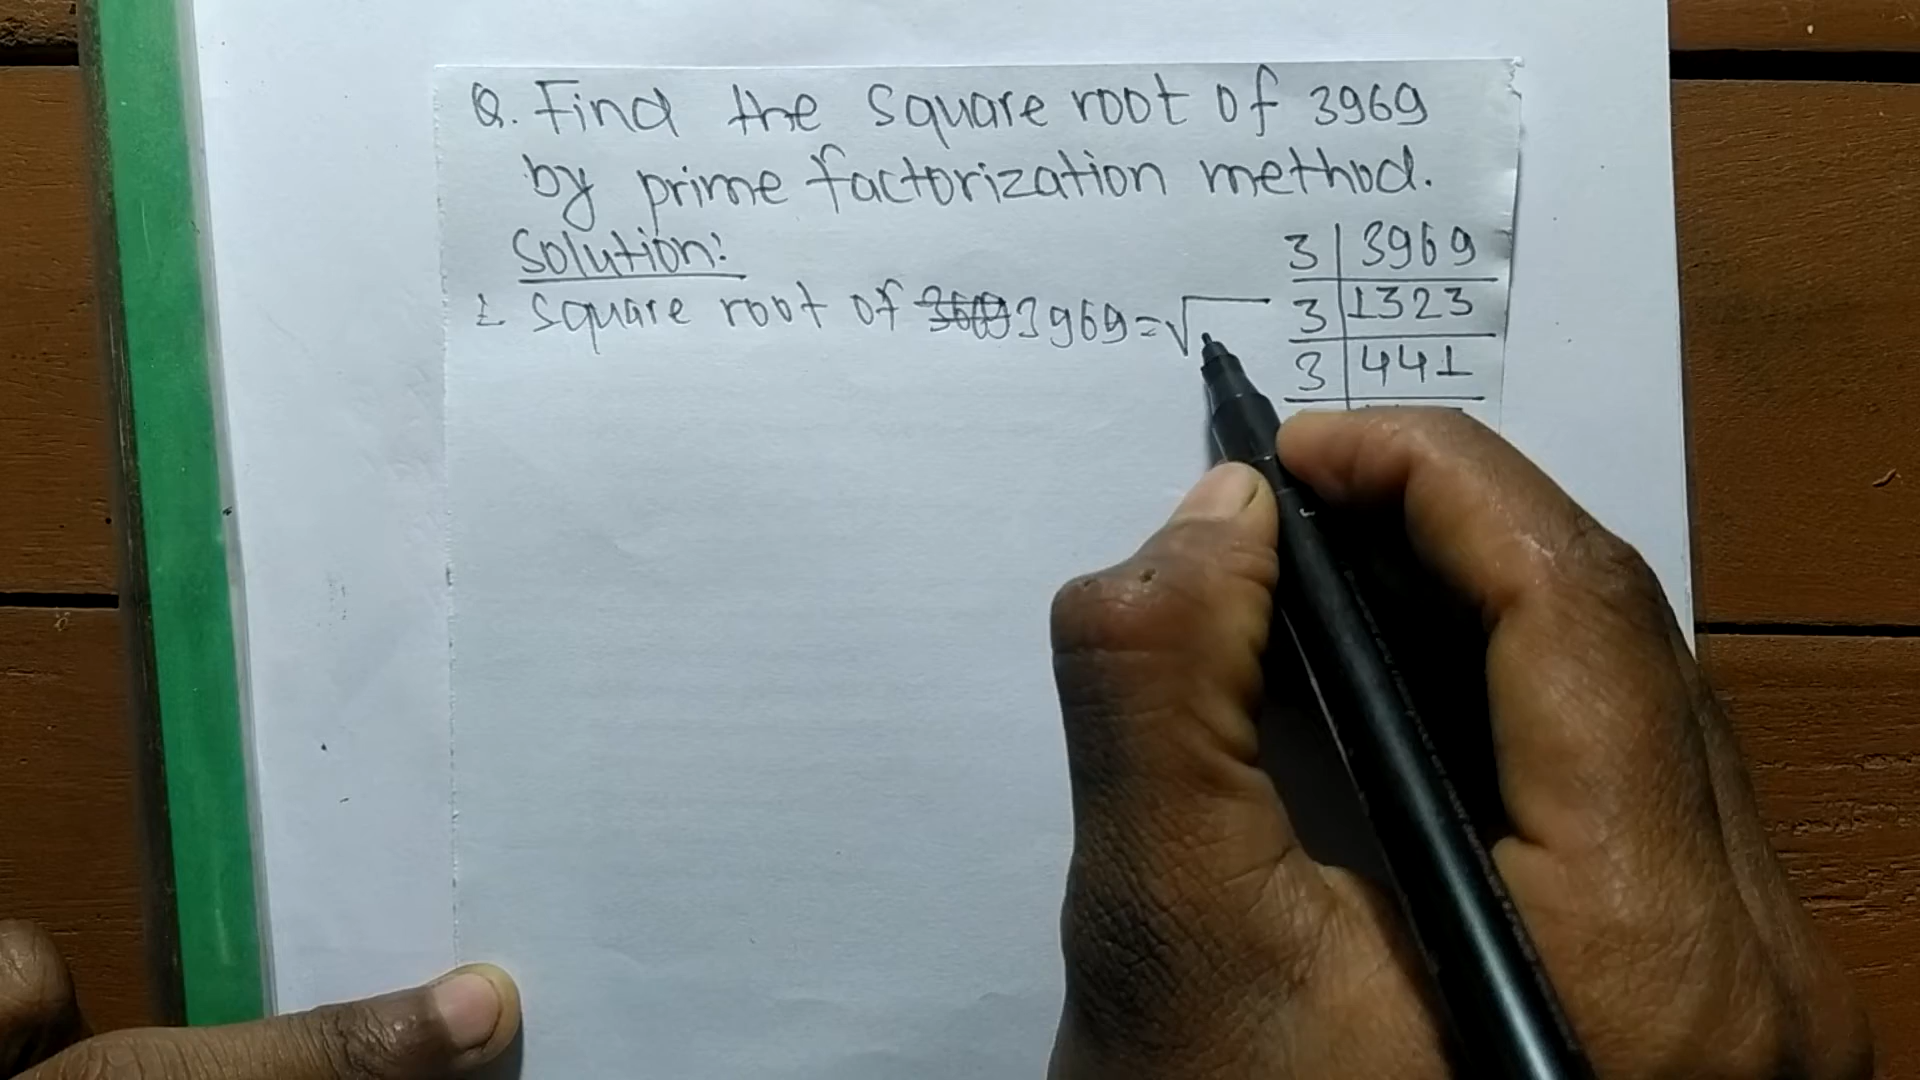 Q. Find the square root of 3969
by prime factorization method.
Solution:
3 | 3969
3 | 1323
3 | 441
square root of 3969=√